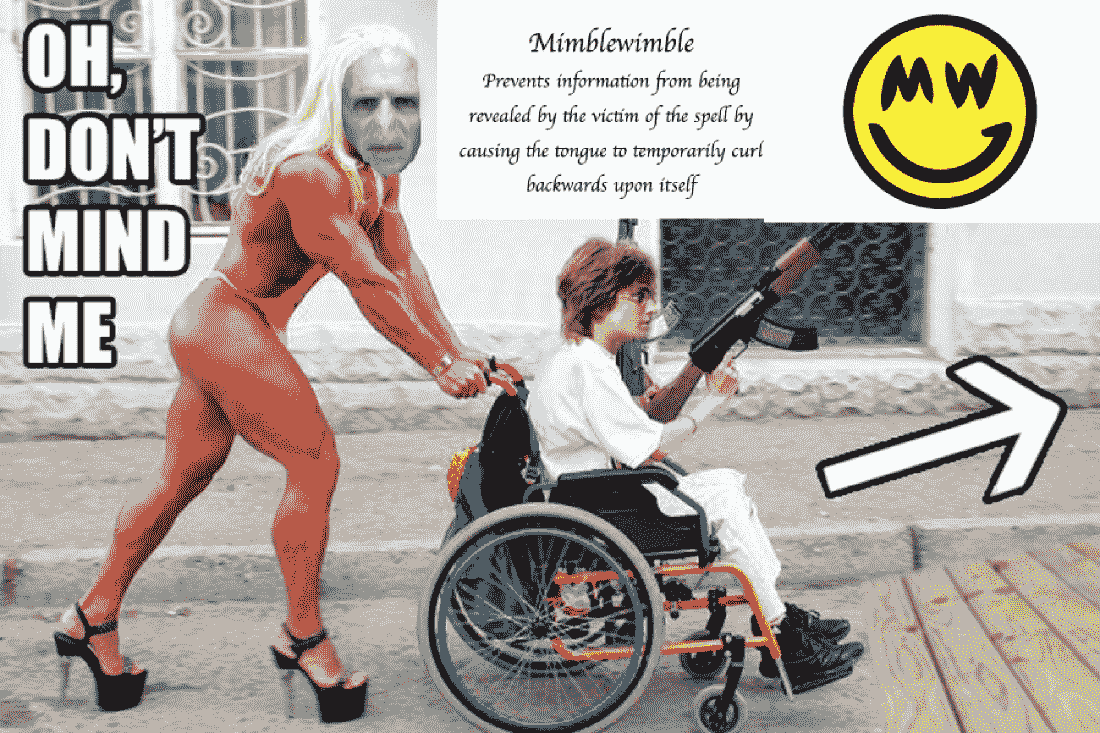 OH,
DON'T
MIND
ME
Mimblewimble
Prevents information from being
revealed by the victim of the spell by
causing the tongue to temporarily curl
backwards upon itself
MW